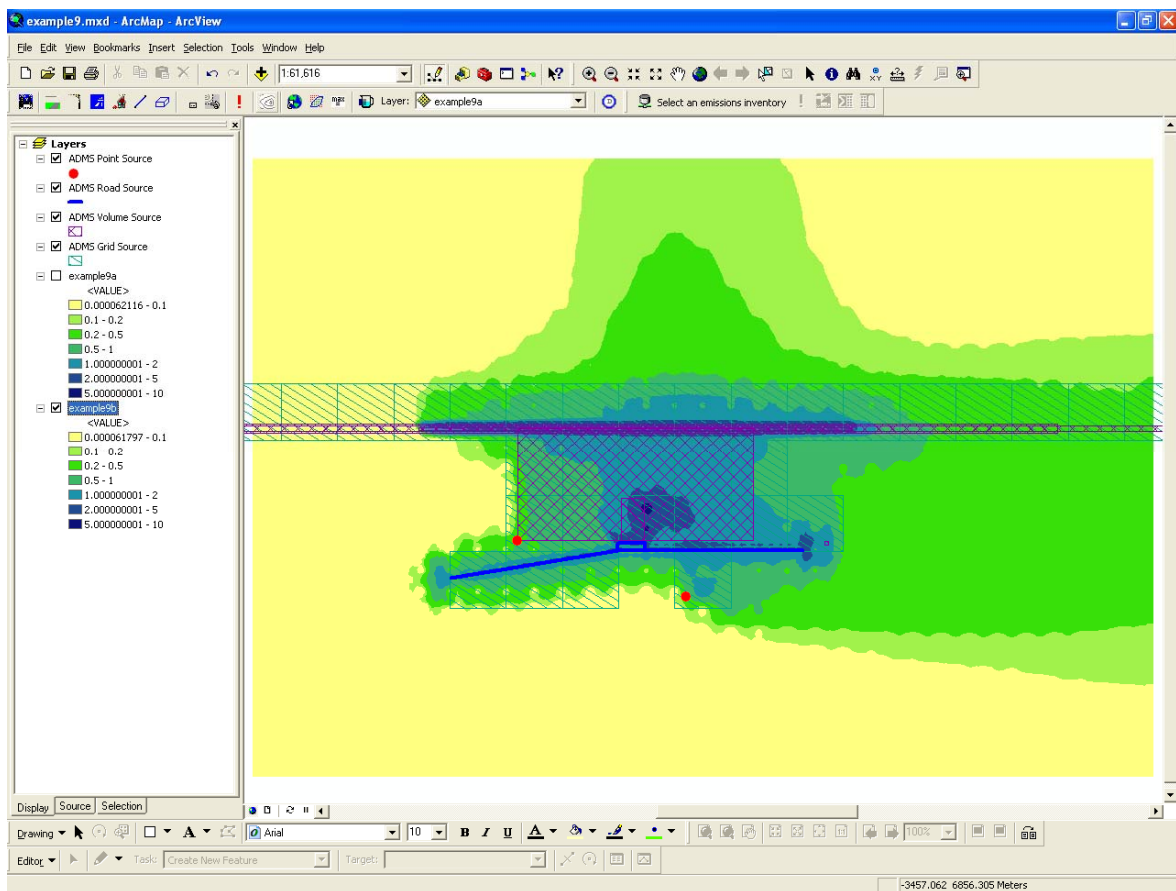 example9.mxd - ArcMap - ArcView
File Edit View Bookmarks Insert Selection Tools Window Help
1:61,616
Layer: example9a Select an emissions inventory
Layers
ADMS Point Source
ADMS Road Source
ADMS Volume Source
ADMS Grid Source
example9a
<VALUE>
0.000062116 - 0.1
0.1 - 0.2
0.2 - 0.5
0.5 - 1
1.000000001 - 2
2.000000001 - 5
5.000000001 - 10
example9b
<VALUE>
0.000061797 - 0.1
0.1 - 0.2
0.2 - 0.5
0.5 - 1
1.000000001 - 2
2.000000001 - 5
5.000000001 - 10
Display Source Selection
Drawing A Arial 10 B I U A 100%
Editor Task: Create New Feature Target:
-3457.062 6856.305 Meters